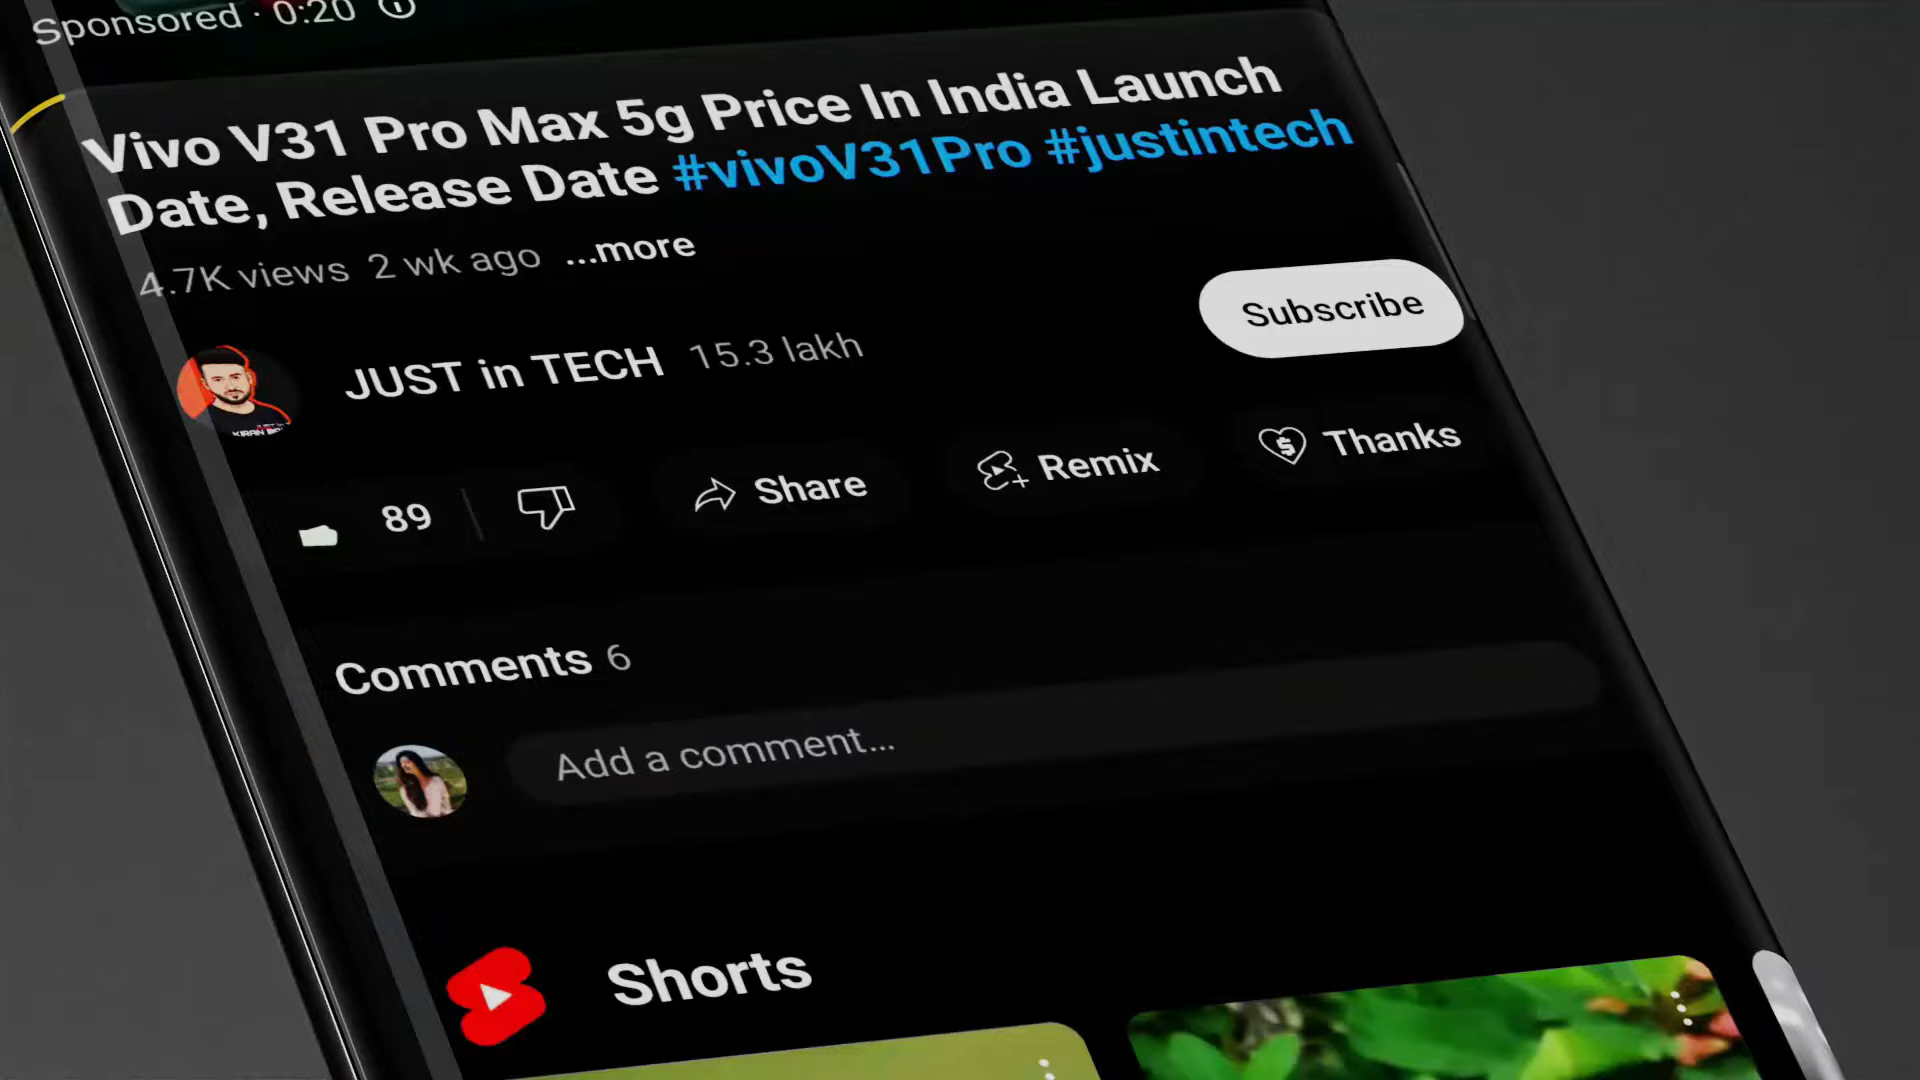 Sponsored · 0:20
Vivo V31 Pro Max 5g Price In India Launch
Date, Release Date #vivoV31Pro #justintech
4.7K views 2 wk ago ...more
JUST in TECH 15.3 lakh
Subscribe
89
Share
Remix
Thanks
Comments 6
Add a comment...
Shorts